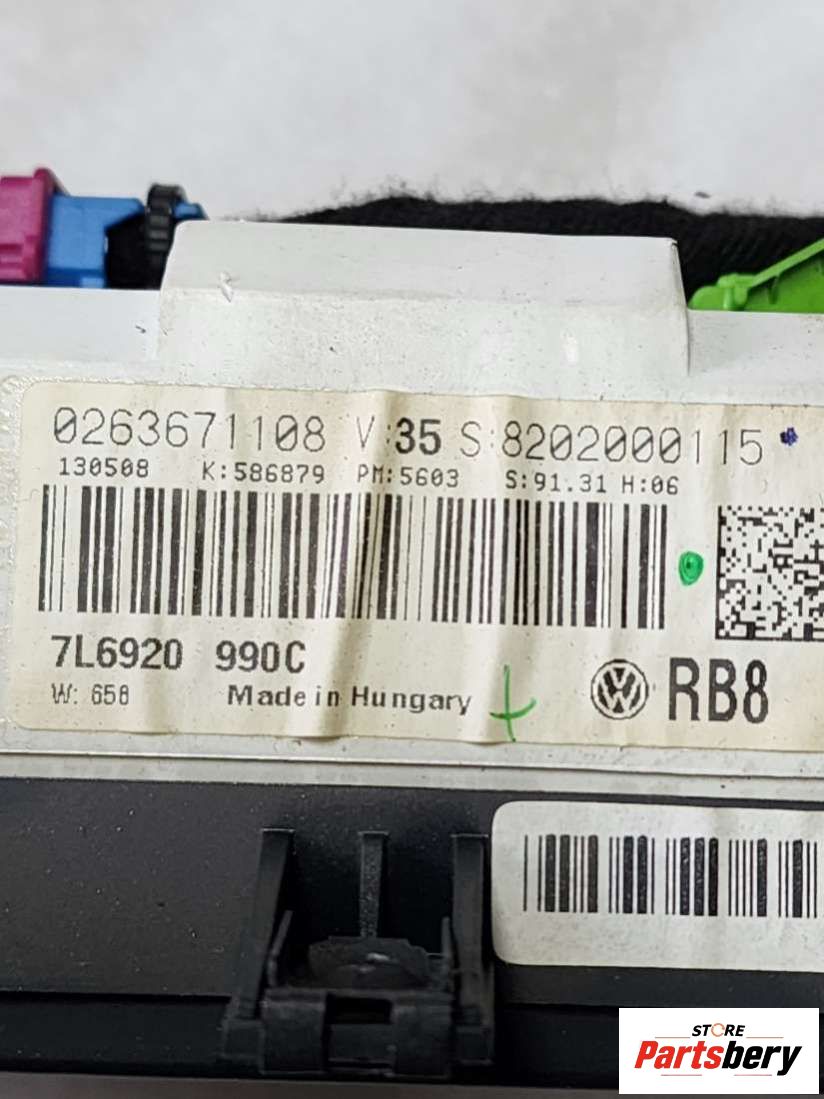 0263671108 V:35 S:8202000115*
130508 K:586879 PM:5603 S:91.31 H:06
7L6920 990C
W: 658 Made in Hungary
RB8
STORE
Partsbery